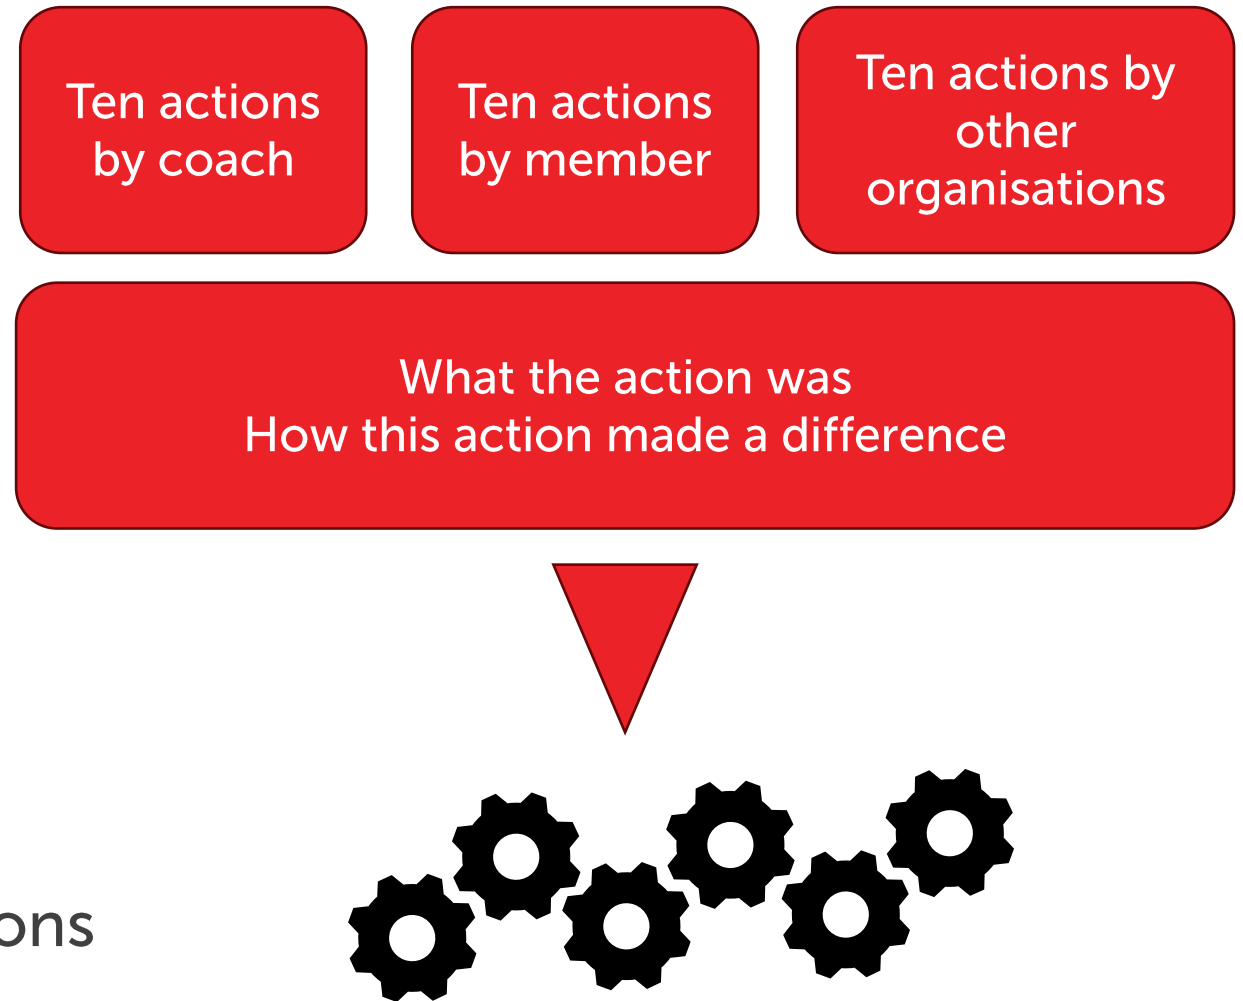 Ten actions
by coach
Ten actions
by member
Ten actions by
other
organisations
What the action was
How this action made a difference
ons